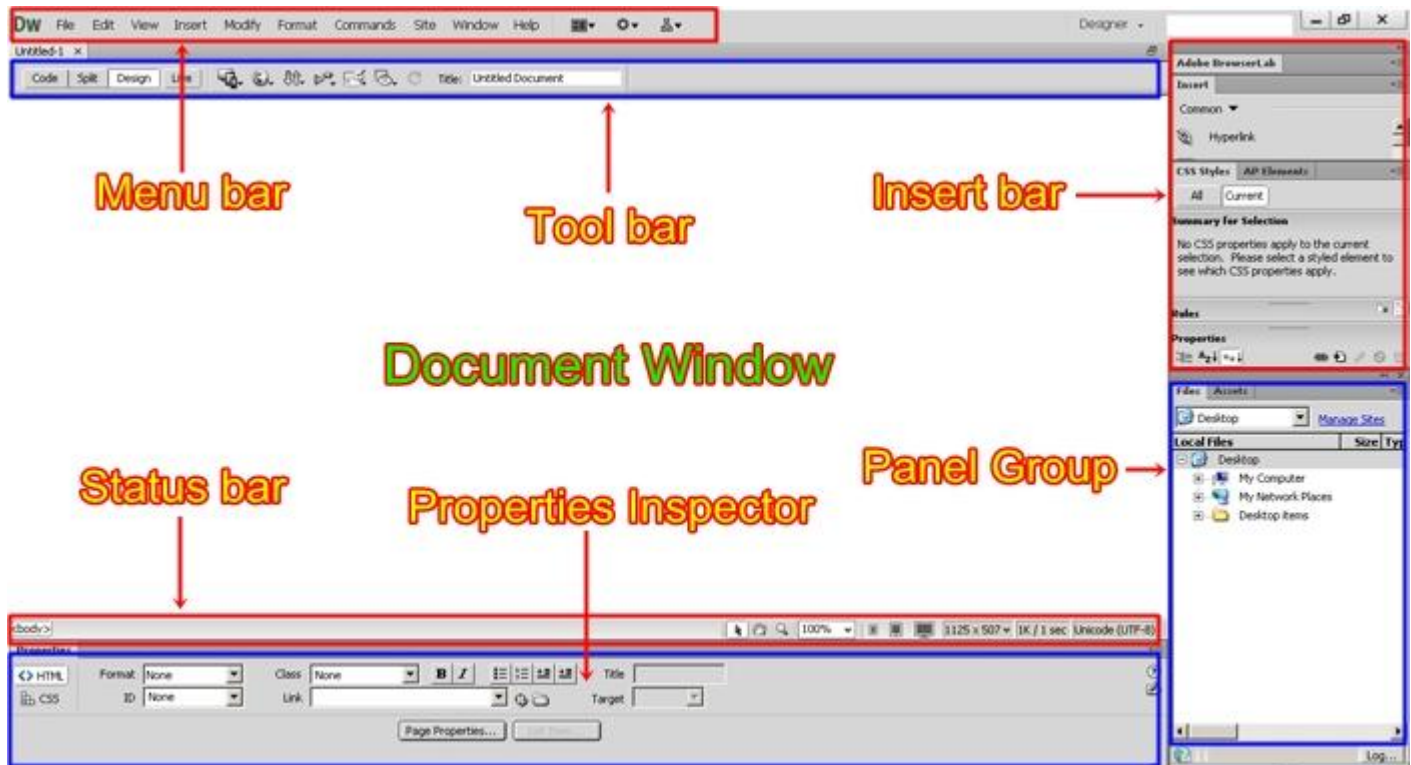 DW File Edit View Insert Modify Format Commands Site Window Help
Designer
Untitled-1 ×
Code Split Design Live Title: Untitled Document
Adobe BrowserLab
Insert
Common
Hyperlink
Menu bar
Tool bar
Insert bar
CSS Styles AP Elements
All Current
Summary for Selection
No CSS properties apply to the current
selection. Please select a styled element to
see which CSS properties apply.
Rules
Properties
Document Window
Files Assets
Desktop Manage Sites
Local Files Size Typ
Desktop
My Computer
My Network Places
Desktop items
Panel Group
Status bar
Properties Inspector
<body> 100% 1125 x 507 1K / 1 sec Unicode (UTF-8)
Properties
<> HTML Format None Class None B I Title
CSS ID None Link Target
Page Properties...
Log...